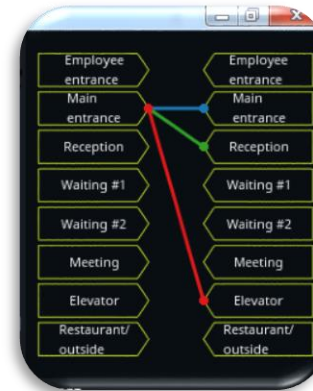 Employee
entrance
Main
entrance
Reception
Waiting #1
Waiting #2
Meeting
Elevator
Restaurant/
outside
Employee
entrance
Main
entrance
Reception
Waiting #1
Waiting #2
Meeting
Elevator
Restaurant/
outside